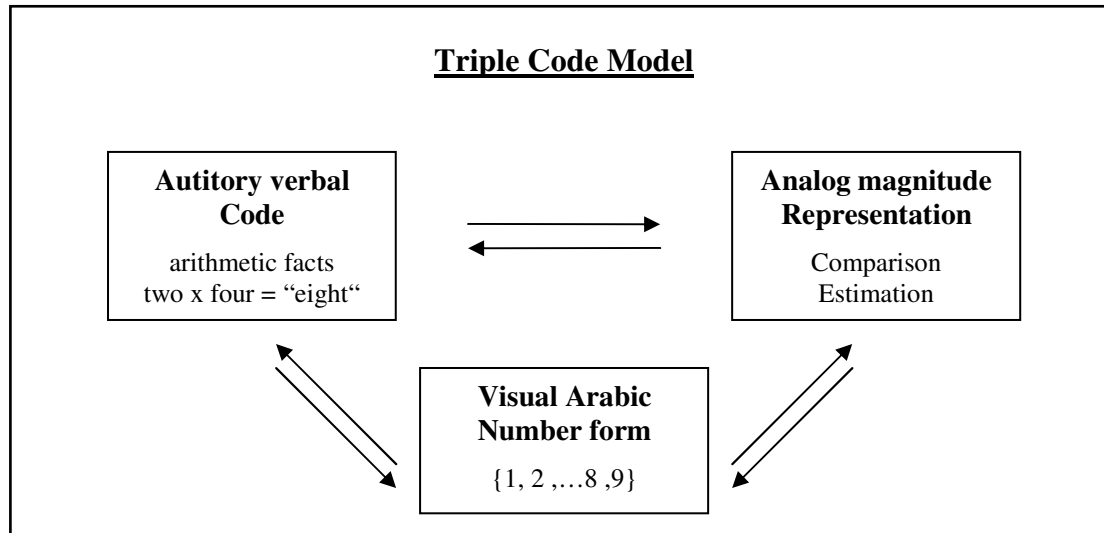 Triple Code Model
Autitory verbal
Code
arithmetic facts
two x four = “eight“
Analog magnitude
Representation
Comparison
Estimation
Visual Arabic
Number form
{1, 2 ,…8 ,9}